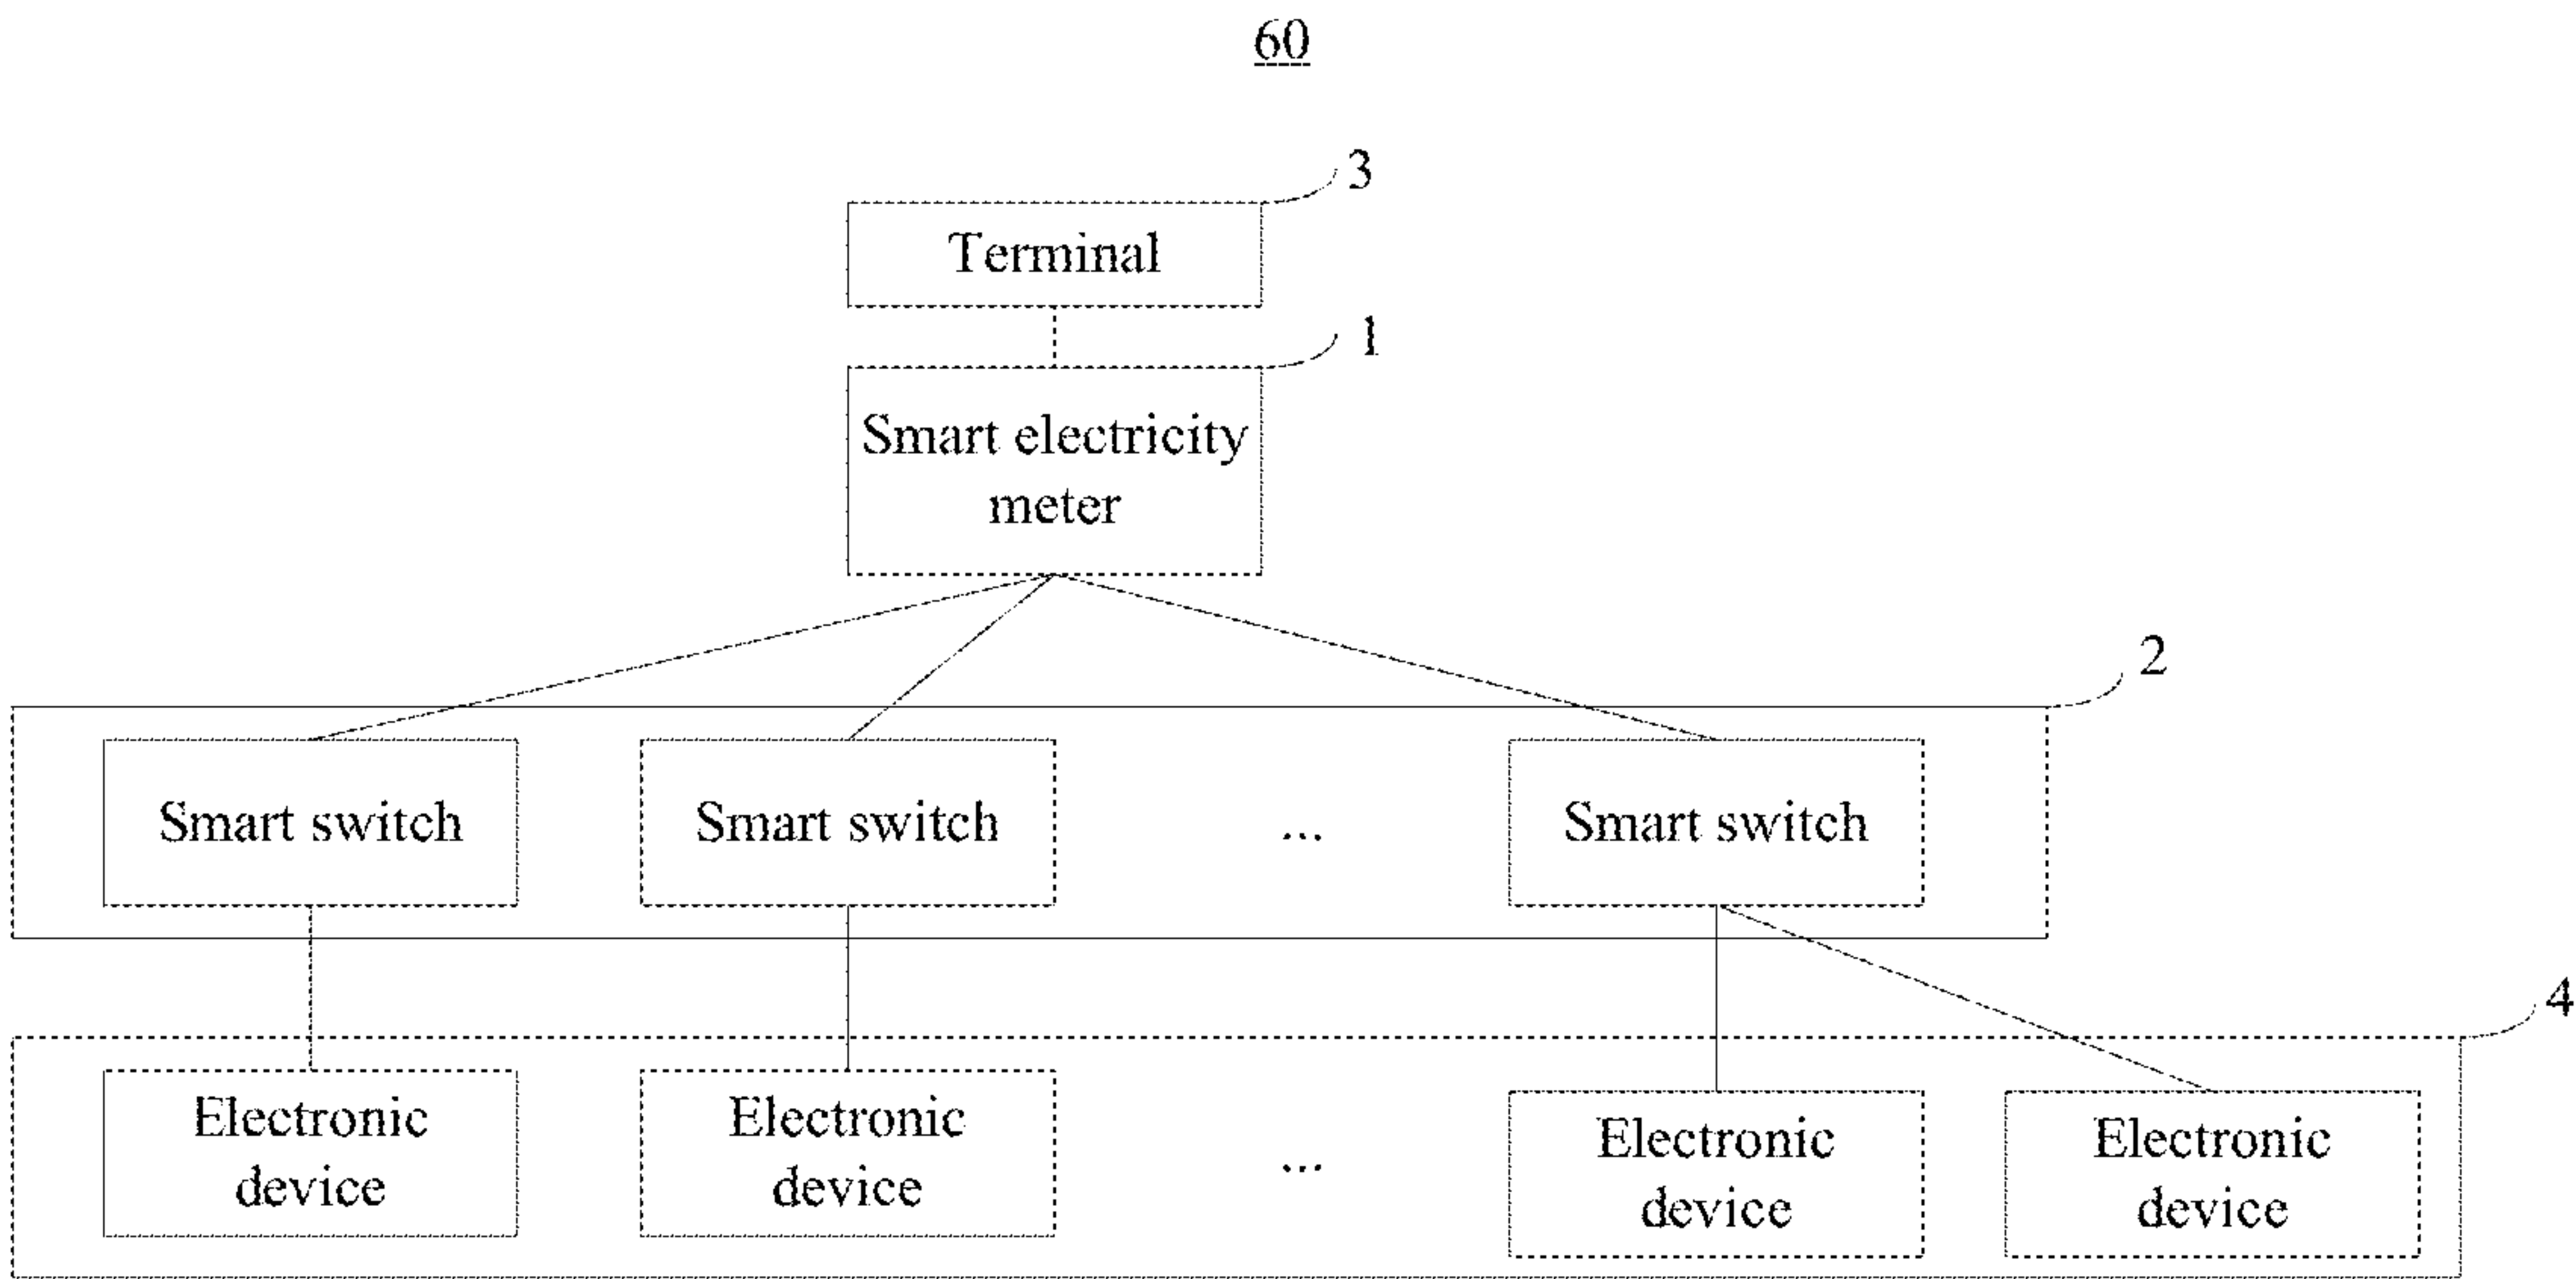 60
3
Terminal
1
Smart electricity
meter
2
Smart switch
Smart switch
...
Smart switch
4
Electronic
device
Electronic
device
...
Electronic
device
Electronic
device